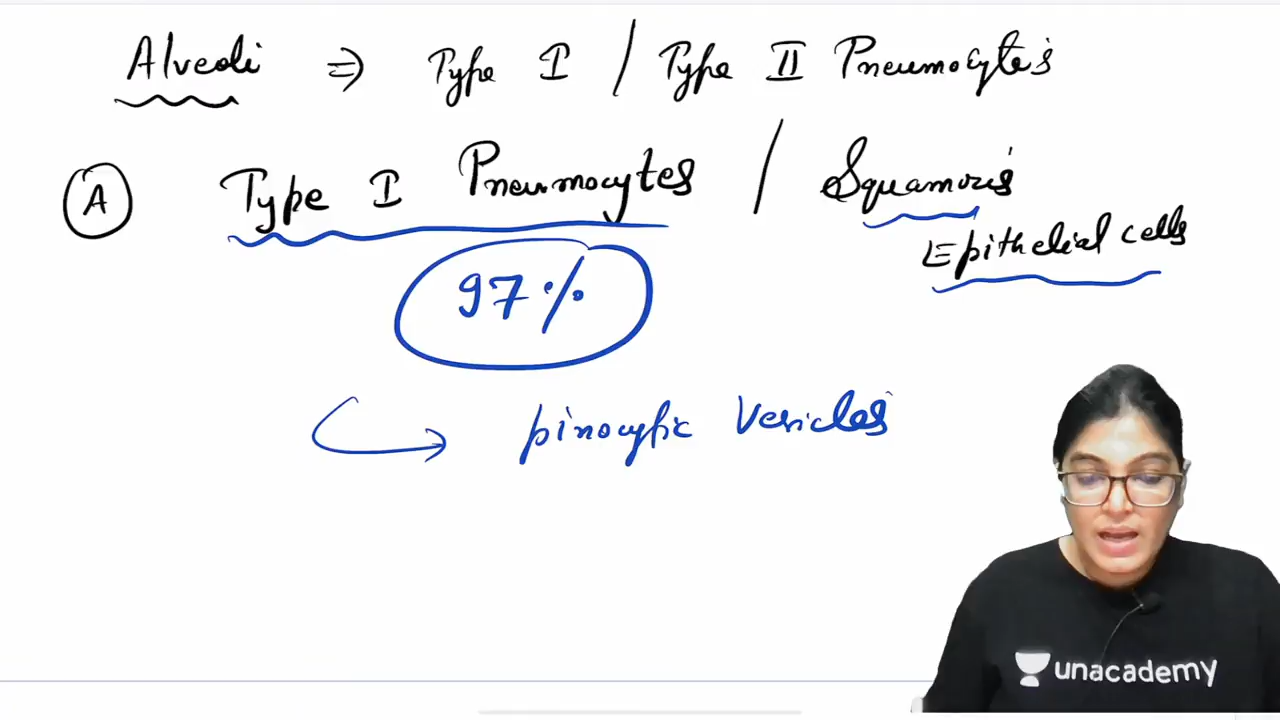 Alveoli ⇒ Type I / Type II Pneumocytes
A Type I Pneumocytes / Squamous
Epithelial cells
97%
pinocytic vesicles
unacademy